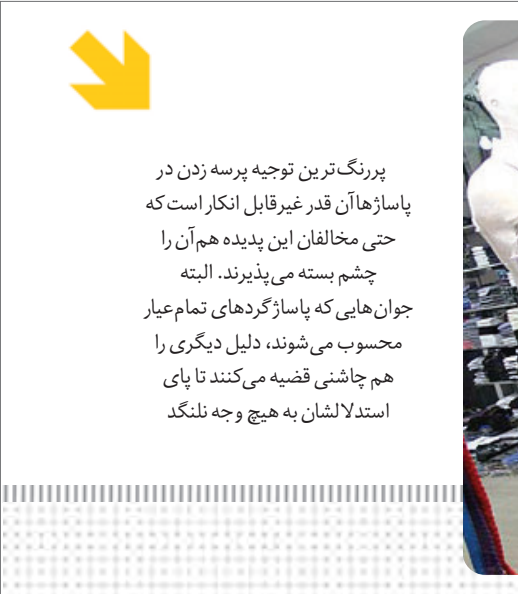 پررنگ‌ترین توجیه پرسه زدن در
پاساژها آن قدر غیرقابل انکار است که
حتی مخالفان این پدیده هم آن را
چشم بسته می‌پذیرند. البته
جوان‌هایی که پاساژگردهای تمام‌عیار
محسوب می‌شوند، دلیل دیگری را
هم چاشنی قضیه می‌کنند تا پای
استدلالشان به هیچ وجه نلنگد